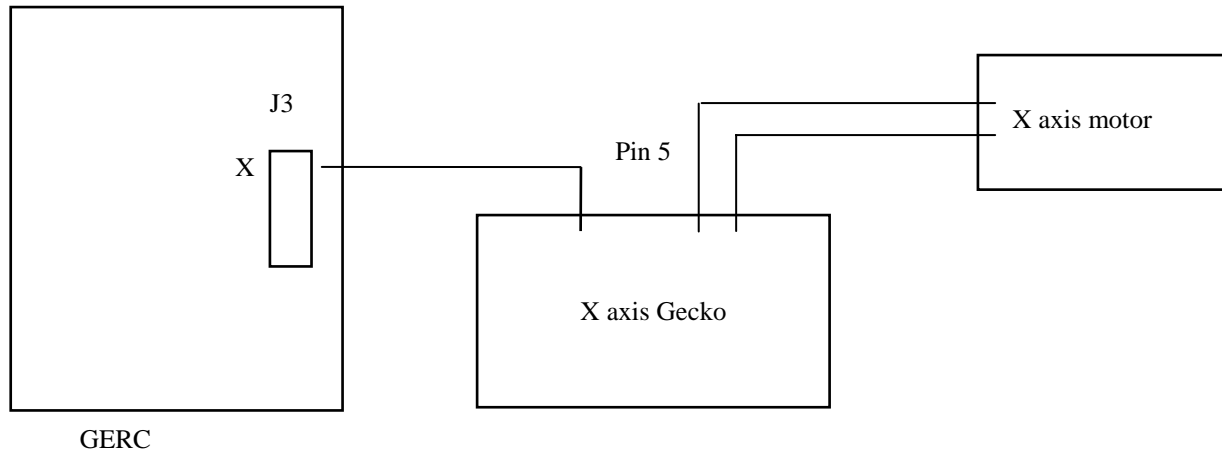 J3
X
Pin 5
X axis motor
X axis Gecko
GERC